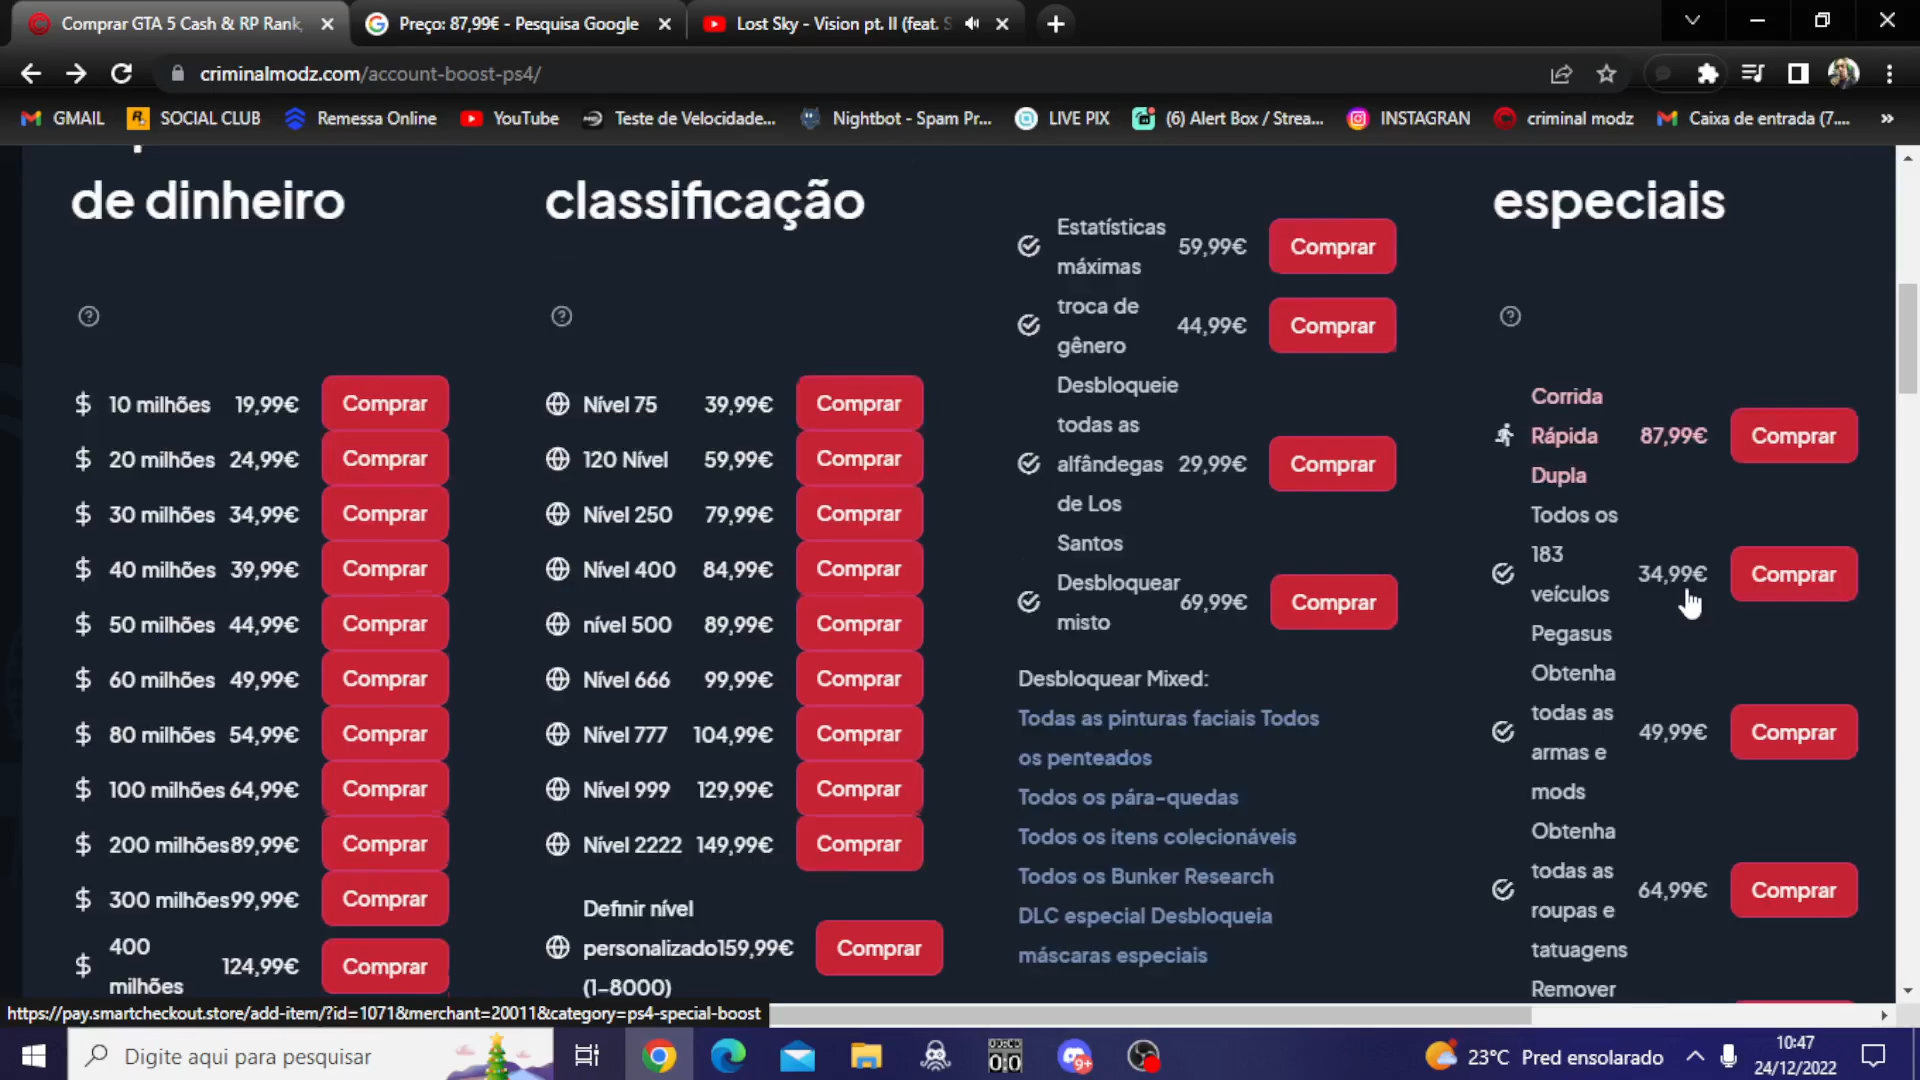 Comprar GTA 5 Cash & RP Rank,
Preço: 87,99€ - Pesquisa Google
Lost Sky - Vision pt. II (feat. S
criminalmodz.com/account-boost-ps4/
GMAIL
SOCIAL CLUB
Remessa Online
YouTube
Teste de Velocidade...
Nightbot - Spam Pr...
LIVE PIX
(6) Alert Box / Strea...
INSTAGRAN
criminal modz
Caixa de entrada (7....
»
de dinheiro
$ 10 milhões 19,99€ Comprar
$ 20 milhões 24,99€ Comprar
$ 30 milhões 34,99€ Comprar
$ 40 milhões 39,99€ Comprar
$ 50 milhões 44,99€ Comprar
$ 60 milhões 49,99€ Comprar
$ 80 milhões 54,99€ Comprar
$ 100 milhões 64,99€ Comprar
$ 200 milhões 89,99€ Comprar
$ 300 milhões 99,99€ Comprar
400
$ 124,99€ Comprar
milhões
classificação
Nível 75 39,99€ Comprar
120 Nível 59,99€ Comprar
Nível 250 79,99€ Comprar
Nível 400 84,99€ Comprar
nível 500 89,99€ Comprar
Nível 666 99,99€ Comprar
Nível 777 104,99€ Comprar
Nível 999 129,99€ Comprar
Nível 2222 149,99€ Comprar
Definir nível
personalizado 159,99€ Comprar
(1-8000)
Estatísticas
59,99€ Comprar
máximas
troca de
44,99€ Comprar
gênero
Desbloqueie
todas as
alfândegas 29,99€ Comprar
de Los
Santos
Desbloquear
69,99€ Comprar
misto
Desbloquear Mixed:
Todas as pinturas faciais Todos
os penteados
Todos os pára-quedas
Todos os itens colecionáveis
Todos os Bunker Research
DLC especial Desbloqueia
máscaras especiais
especiais
Corrida
Rápida 87,99€ Comprar
Dupla
Todos os
183
34,99€ Comprar
veículos
Pegasus
Obtenha
todas as
49,99€ Comprar
armas e
mods
Obtenha
todas as
64,99€ Comprar
roupas e
tatuagens
Remover
https://pay.smartcheckout.store/add-item/?id=1071&merchant=20011&category=ps4-special-boost
Digite aqui para pesquisar
9+
23°C Pred ensolarado
10:47
24/12/2022